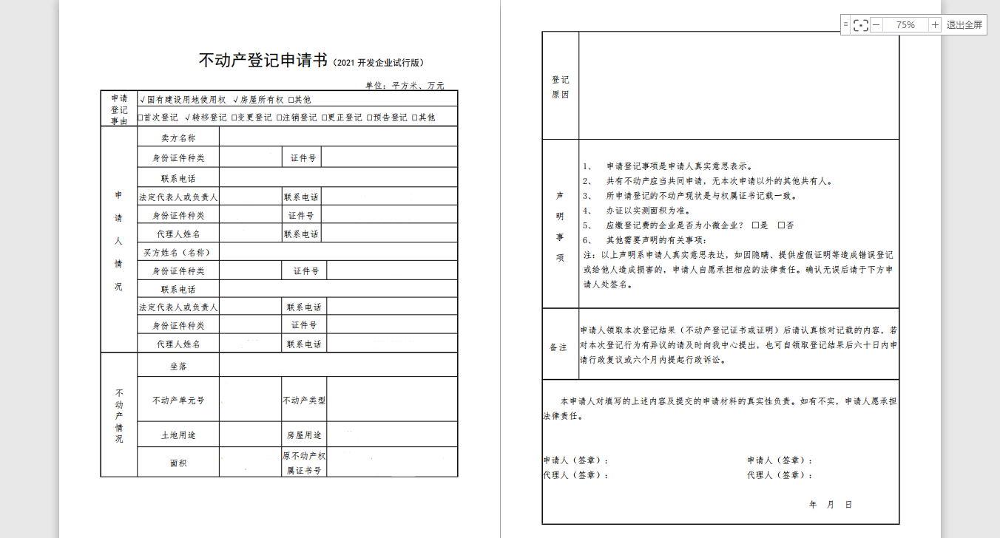 75%
退出全屏
不动产登记申请书（2021 开发企业试行版）
单位：平方米、万元
申请
登记
事由
√国有建设用地使用权 √房屋所有权 □其他
□首次登记 √转移登记 □变更登记 □注销登记 □更正登记 □预告登记 □其他
申请人情况
卖方名称
身份证件种类 证件号
联系电话
法定代表人或负责人 联系电话
身份证件种类 证件号
代理人姓名 联系电话
买方姓名（名称）
身份证件种类 证件号
联系电话
法定代表人或负责人 联系电话
身份证件种类 证件号
代理人姓名 联系电话
不动产情况
坐落
不动产单元号 不动产类型
土地用途 房屋用途
面积 原不动产权
属证书号
登记
原因
声明事项
1、 申请登记事项是申请人真实意思表示。
2、 共有不动产应当共同申请，无本次申请以外的其他共有人。
3、 所申请登记的不动产现状是与权属证书记载一致。
4、 办证以实测面积为准。
5、 应缴登记费的企业是否为小微企业？ □是 □否
6、 其他需要声明的有关事项：
注：以上声明系申请人真实意思表达，如因隐瞒、提供虚假证明等造成错误登记
或给他人造成损害的，申请人自愿承担相应的法律责任。确认无误后请于下方申
请人处签名。
备注
申请人领取本次登记结果（不动产登记证书或证明）后请认真核对记载的内容，若
对本次登记行为有异议的请及时向我中心提出，也可自领取登记结果后六十日内申
请行政复议或六个月内提起行政诉讼。
本申请人对填写的上述内容及提交的申请材料的真实性负责。如有不实，申请人愿承担
法律责任。
申请人（签章）： 申请人（签章）：
代理人（签章）： 代理人（签章）：
年 月 日